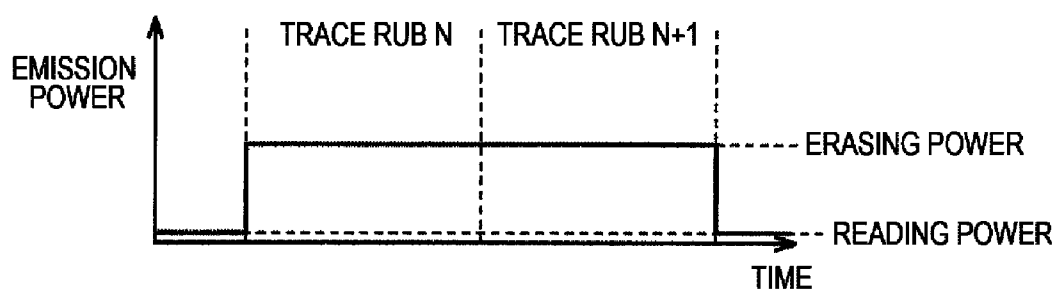 TRACE RUB N
TRACE RUB N+1
EMISSION
POWER
ERASING POWER
READING POWER
TIME